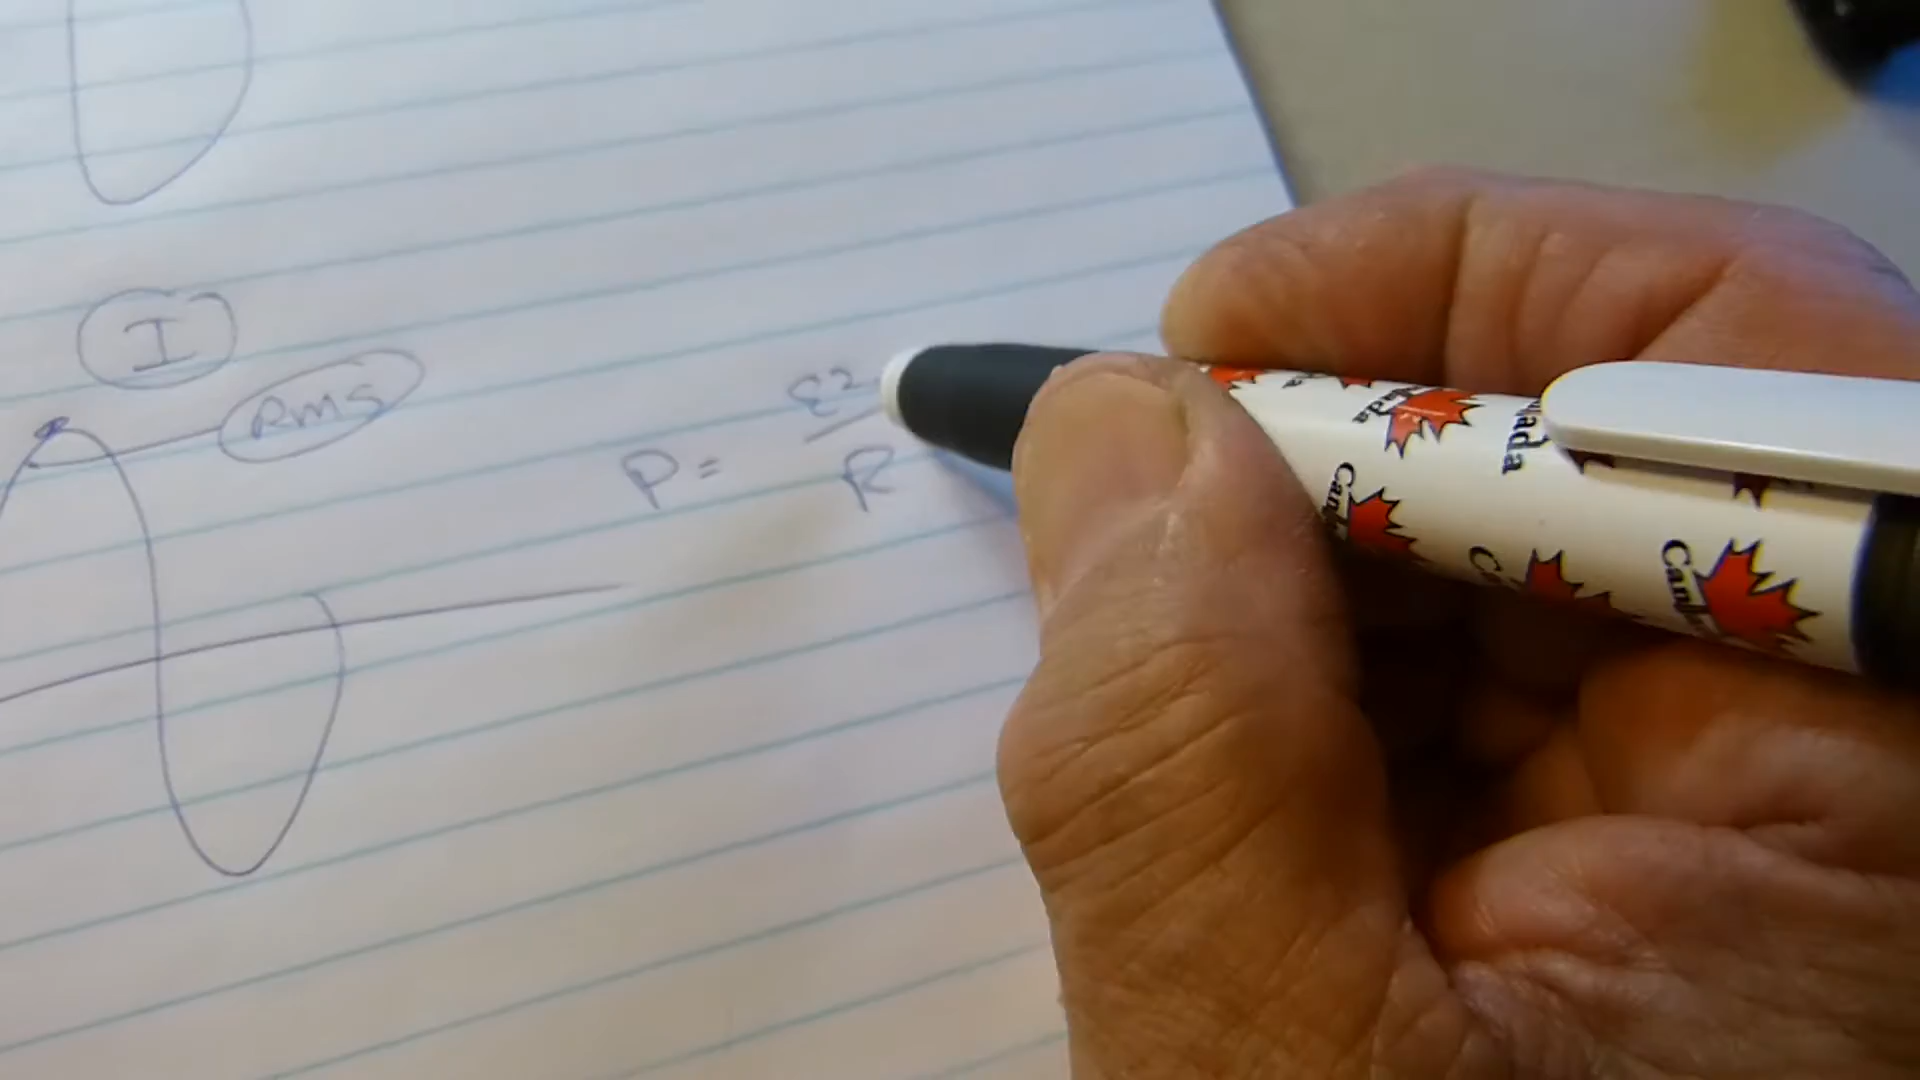 I
RMS
P = E²
R
Canada
Canada
Canada